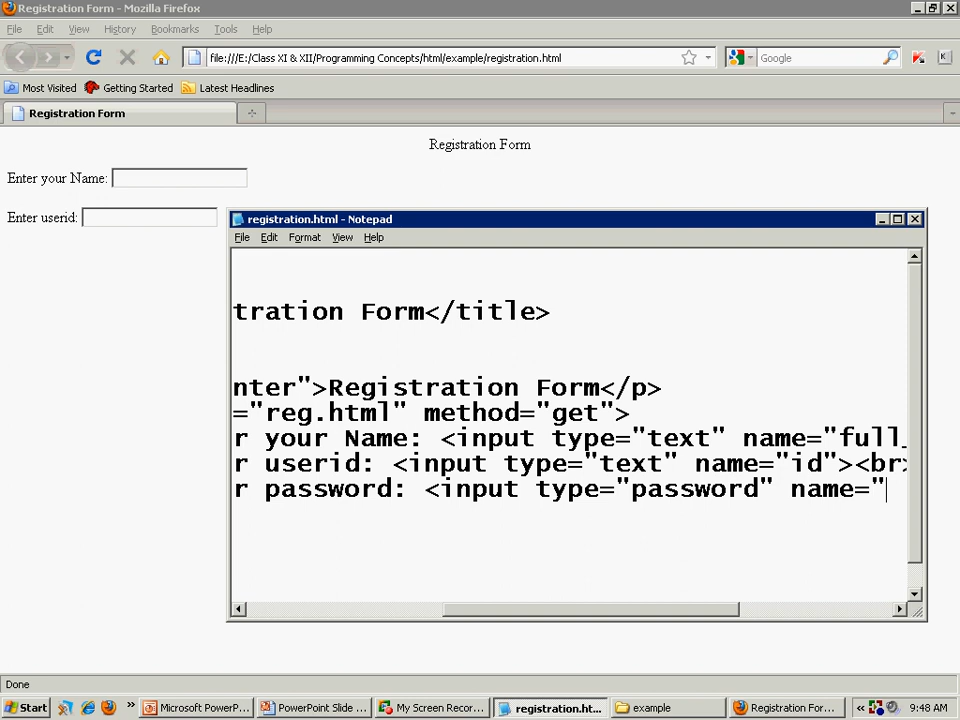 Registration Form - Mozilla Firefox
File Edit View History Bookmarks Tools Help
file:///E:/Class XI & XII/Programming Concepts/html/example/registration.html
Google
Most Visited Getting Started Latest Headlines
Registration Form
Registration Form
Enter your Name:
Enter userid:
registration.html - Notepad
File Edit Format View Help
tration Form</title>
nter">Registration Form</p>
="reg.html" method="get">
r your Name: <input type="text" name="full_
r userid: <input type="text" name="id"><br>
r password: <input type="password" name="
Done
Start » Microsoft PowerP... PowerPoint Slide ... My Screen Recor... registration.ht... example Registration For... « 9:48 AM